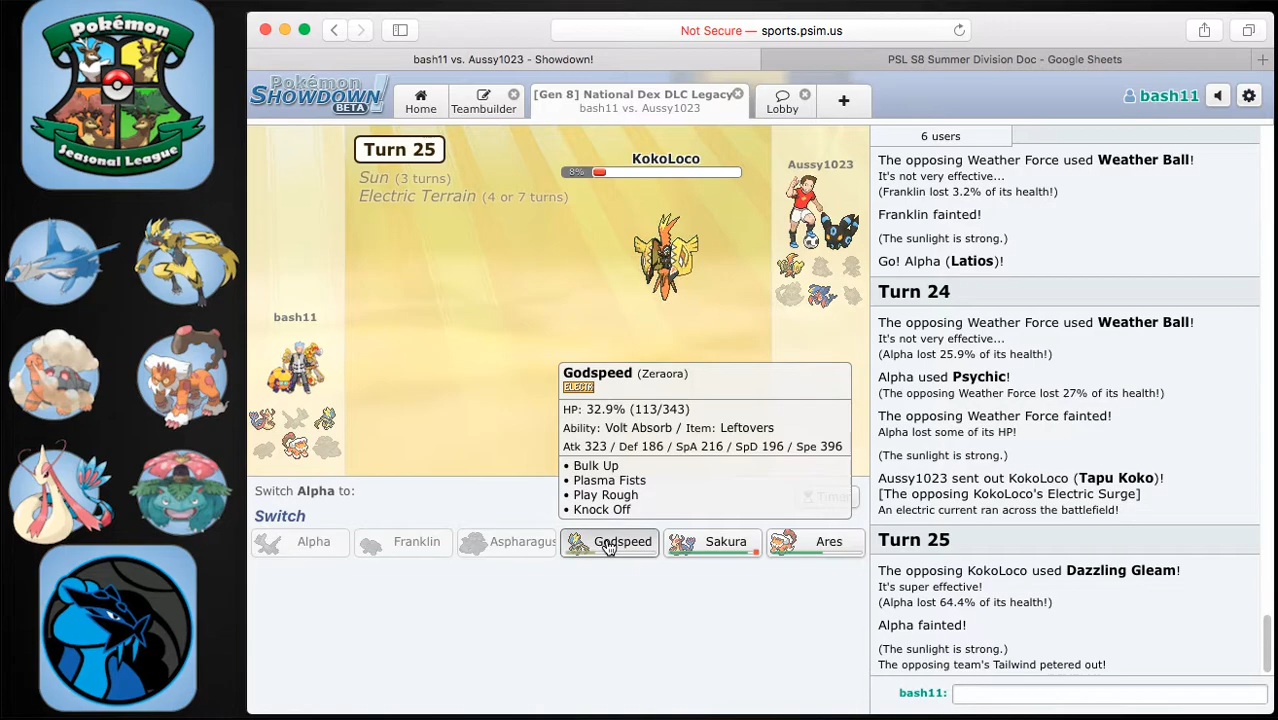 Pokémon
Seasonal League
Not Secure — sports.psim.us
bash11 vs. Aussy1023 - Showdown!
PSL S8 Summer Division Doc - Google Sheets
Pokémon
Showdown!
BETA
Home
Teambuilder
[Gen 8] National Dex DLC Legacy
bash11 vs. Aussy1023
Lobby
bash11
Turn 25
Sun (3 turns)
Electric Terrain (4 or 7 turns)
KokoLoco
8%
Aussy1023
bash11
Godspeed (Zeraora)
ELECTR
HP: 32.9% (113/343)
Ability: Volt Absorb / Item: Leftovers
Atk 323 / Def 186 / SpA 216 / SpD 196 / Spe 396
• Bulk Up
• Plasma Fists
• Play Rough
• Knock Off
Switch Alpha to:
Timer
Switch
Alpha
Franklin
Asphargus
Godspeed
Sakura
Ares
6 users
The opposing Weather Force used Weather Ball!
It's not very effective...
(Franklin lost 3.2% of its health!)
Franklin fainted!
(The sunlight is strong.)
Go! Alpha (Latios)!
Turn 24
The opposing Weather Force used Weather Ball!
It's not very effective...
(Alpha lost 25.9% of its health!)
Alpha used Psychic!
(The opposing Weather Force lost 27% of its health!)
The opposing Weather Force fainted!
Alpha lost some of its HP!
(The sunlight is strong.)
Aussy1023 sent out KokoLoco (Tapu Koko)!
[The opposing KokoLoco's Electric Surge]
An electric current ran across the battlefield!
Turn 25
The opposing KokoLoco used Dazzling Gleam!
It's super effective!
(Alpha lost 64.4% of its health!)
Alpha fainted!
(The sunlight is strong.)
The opposing team's Tailwind petered out!
bash11: